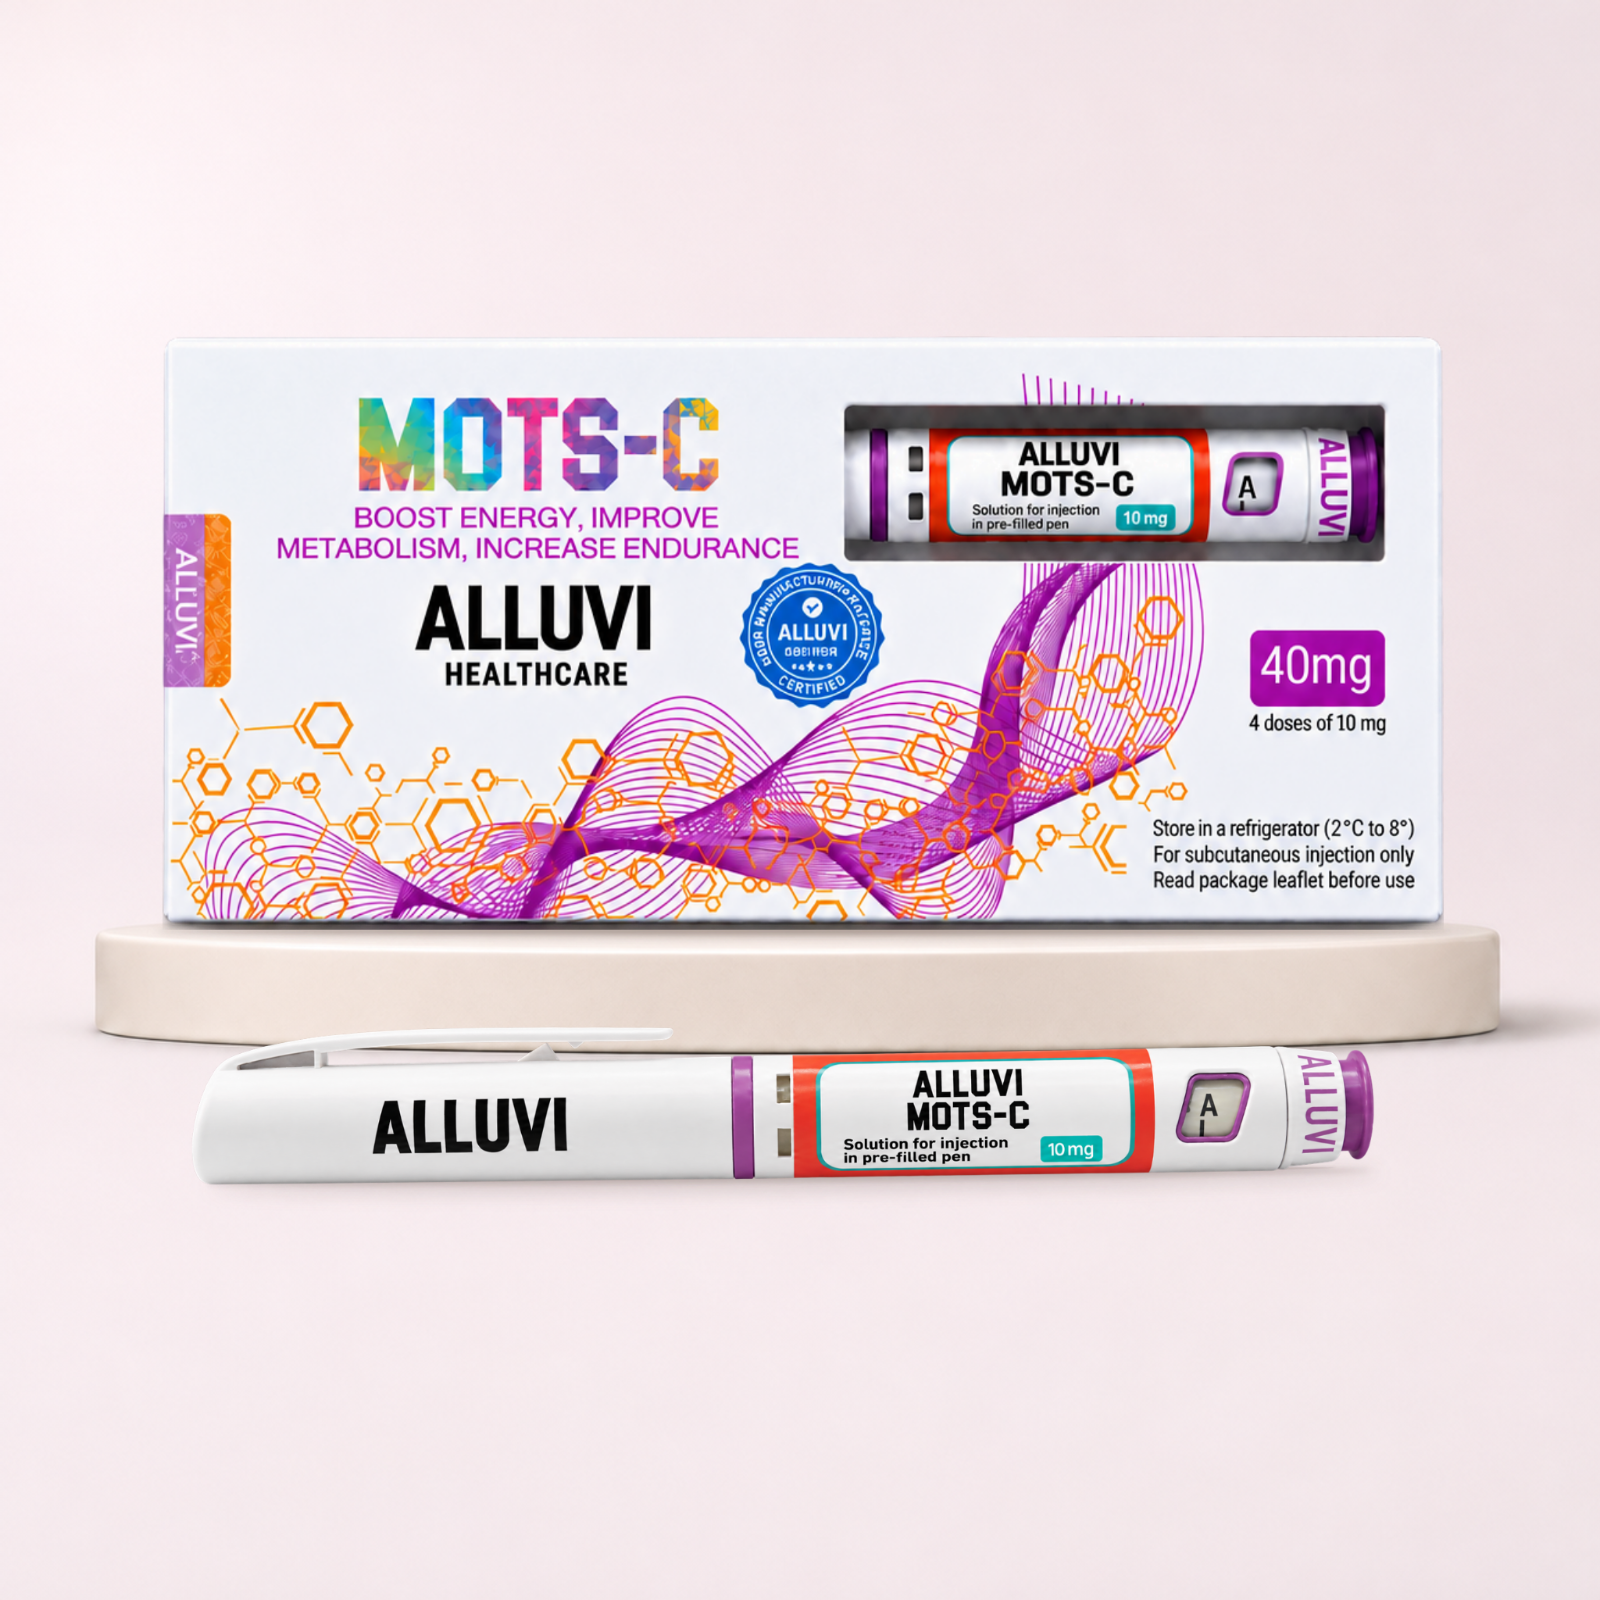 MOTS-C
BOOST ENERGY, IMPROVE
METABOLISM, INCREASE ENDURANCE
ALLUVI
HEALTHCARE
ALLUVI
ALLUVI
CERTIFIED
ALLUVI
MOTS-C
Solution for injection
in pre-filled pen
10 mg
A
ALLUVI
40mg
4 doses of 10 mg
Store in a refrigerator (2°C to 8°)
For subcutaneous injection only
Read package leaflet before use
ALLUVI
ALLUVI
MOTS-C
Solution for injection
in pre-filled pen
10 mg
A
ALLUVI